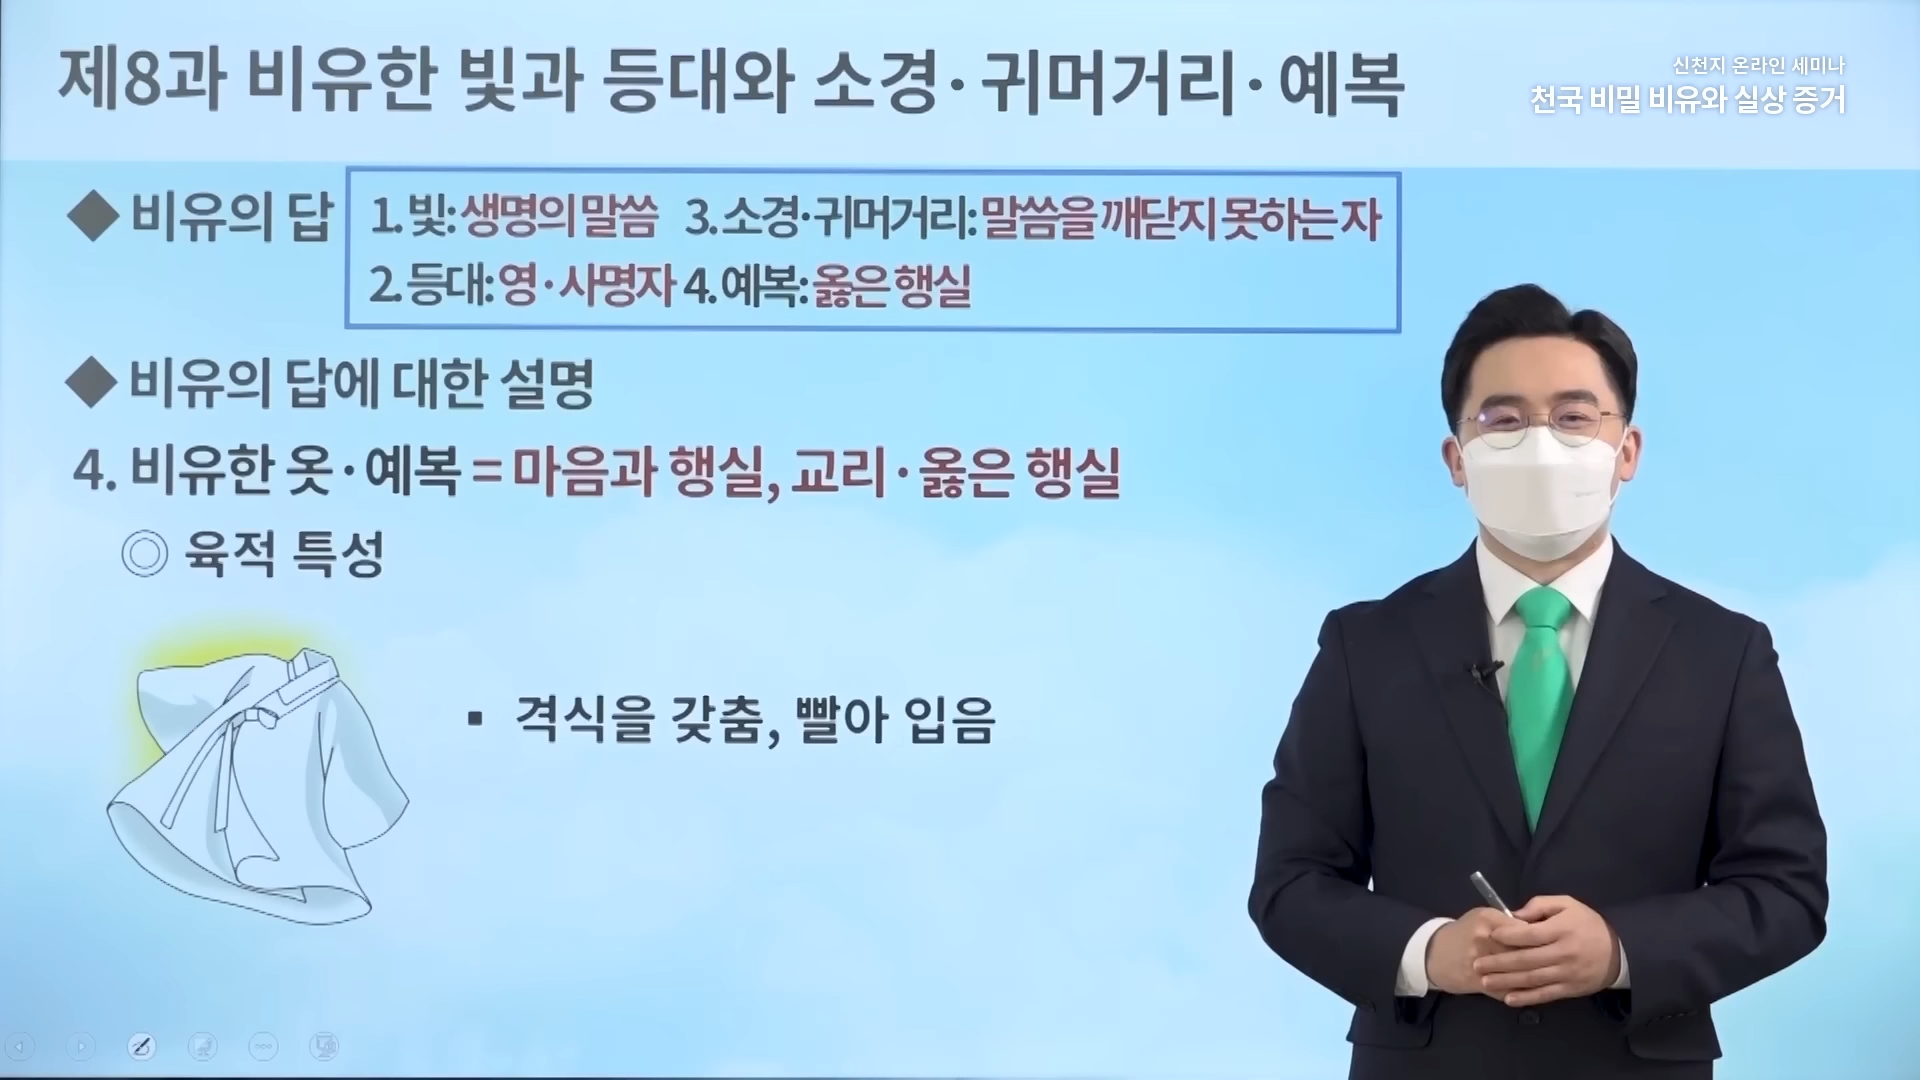 제8과 비유한 빛과 등대와 소경·귀머거리·예복
신천지 온라인 세미나
천국 비밀 비유와 실상 증거
◆ 비유의 답
1. 빛: 생명의 말씀 3. 소경·귀머거리: 말씀을 깨닫지 못하는 자
2. 등대: 영·사명자 4. 예복: 옳은 행실
◆ 비유의 답에 대한 설명
4. 비유한 옷·예복 = 마음과 행실, 교리·옳은 행실
◎ 육적 특성
▪ 격식을 갖춤, 빨아 입음